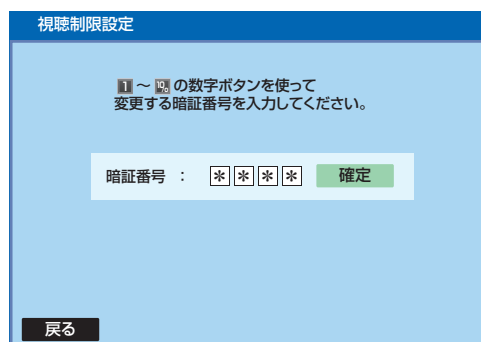 視聴制限設定
1 ~ 10 の数字ボタンを使って
変更する暗証番号を入力してください。
暗証番号 : ＊ ＊ ＊ ＊ 確定
戻る